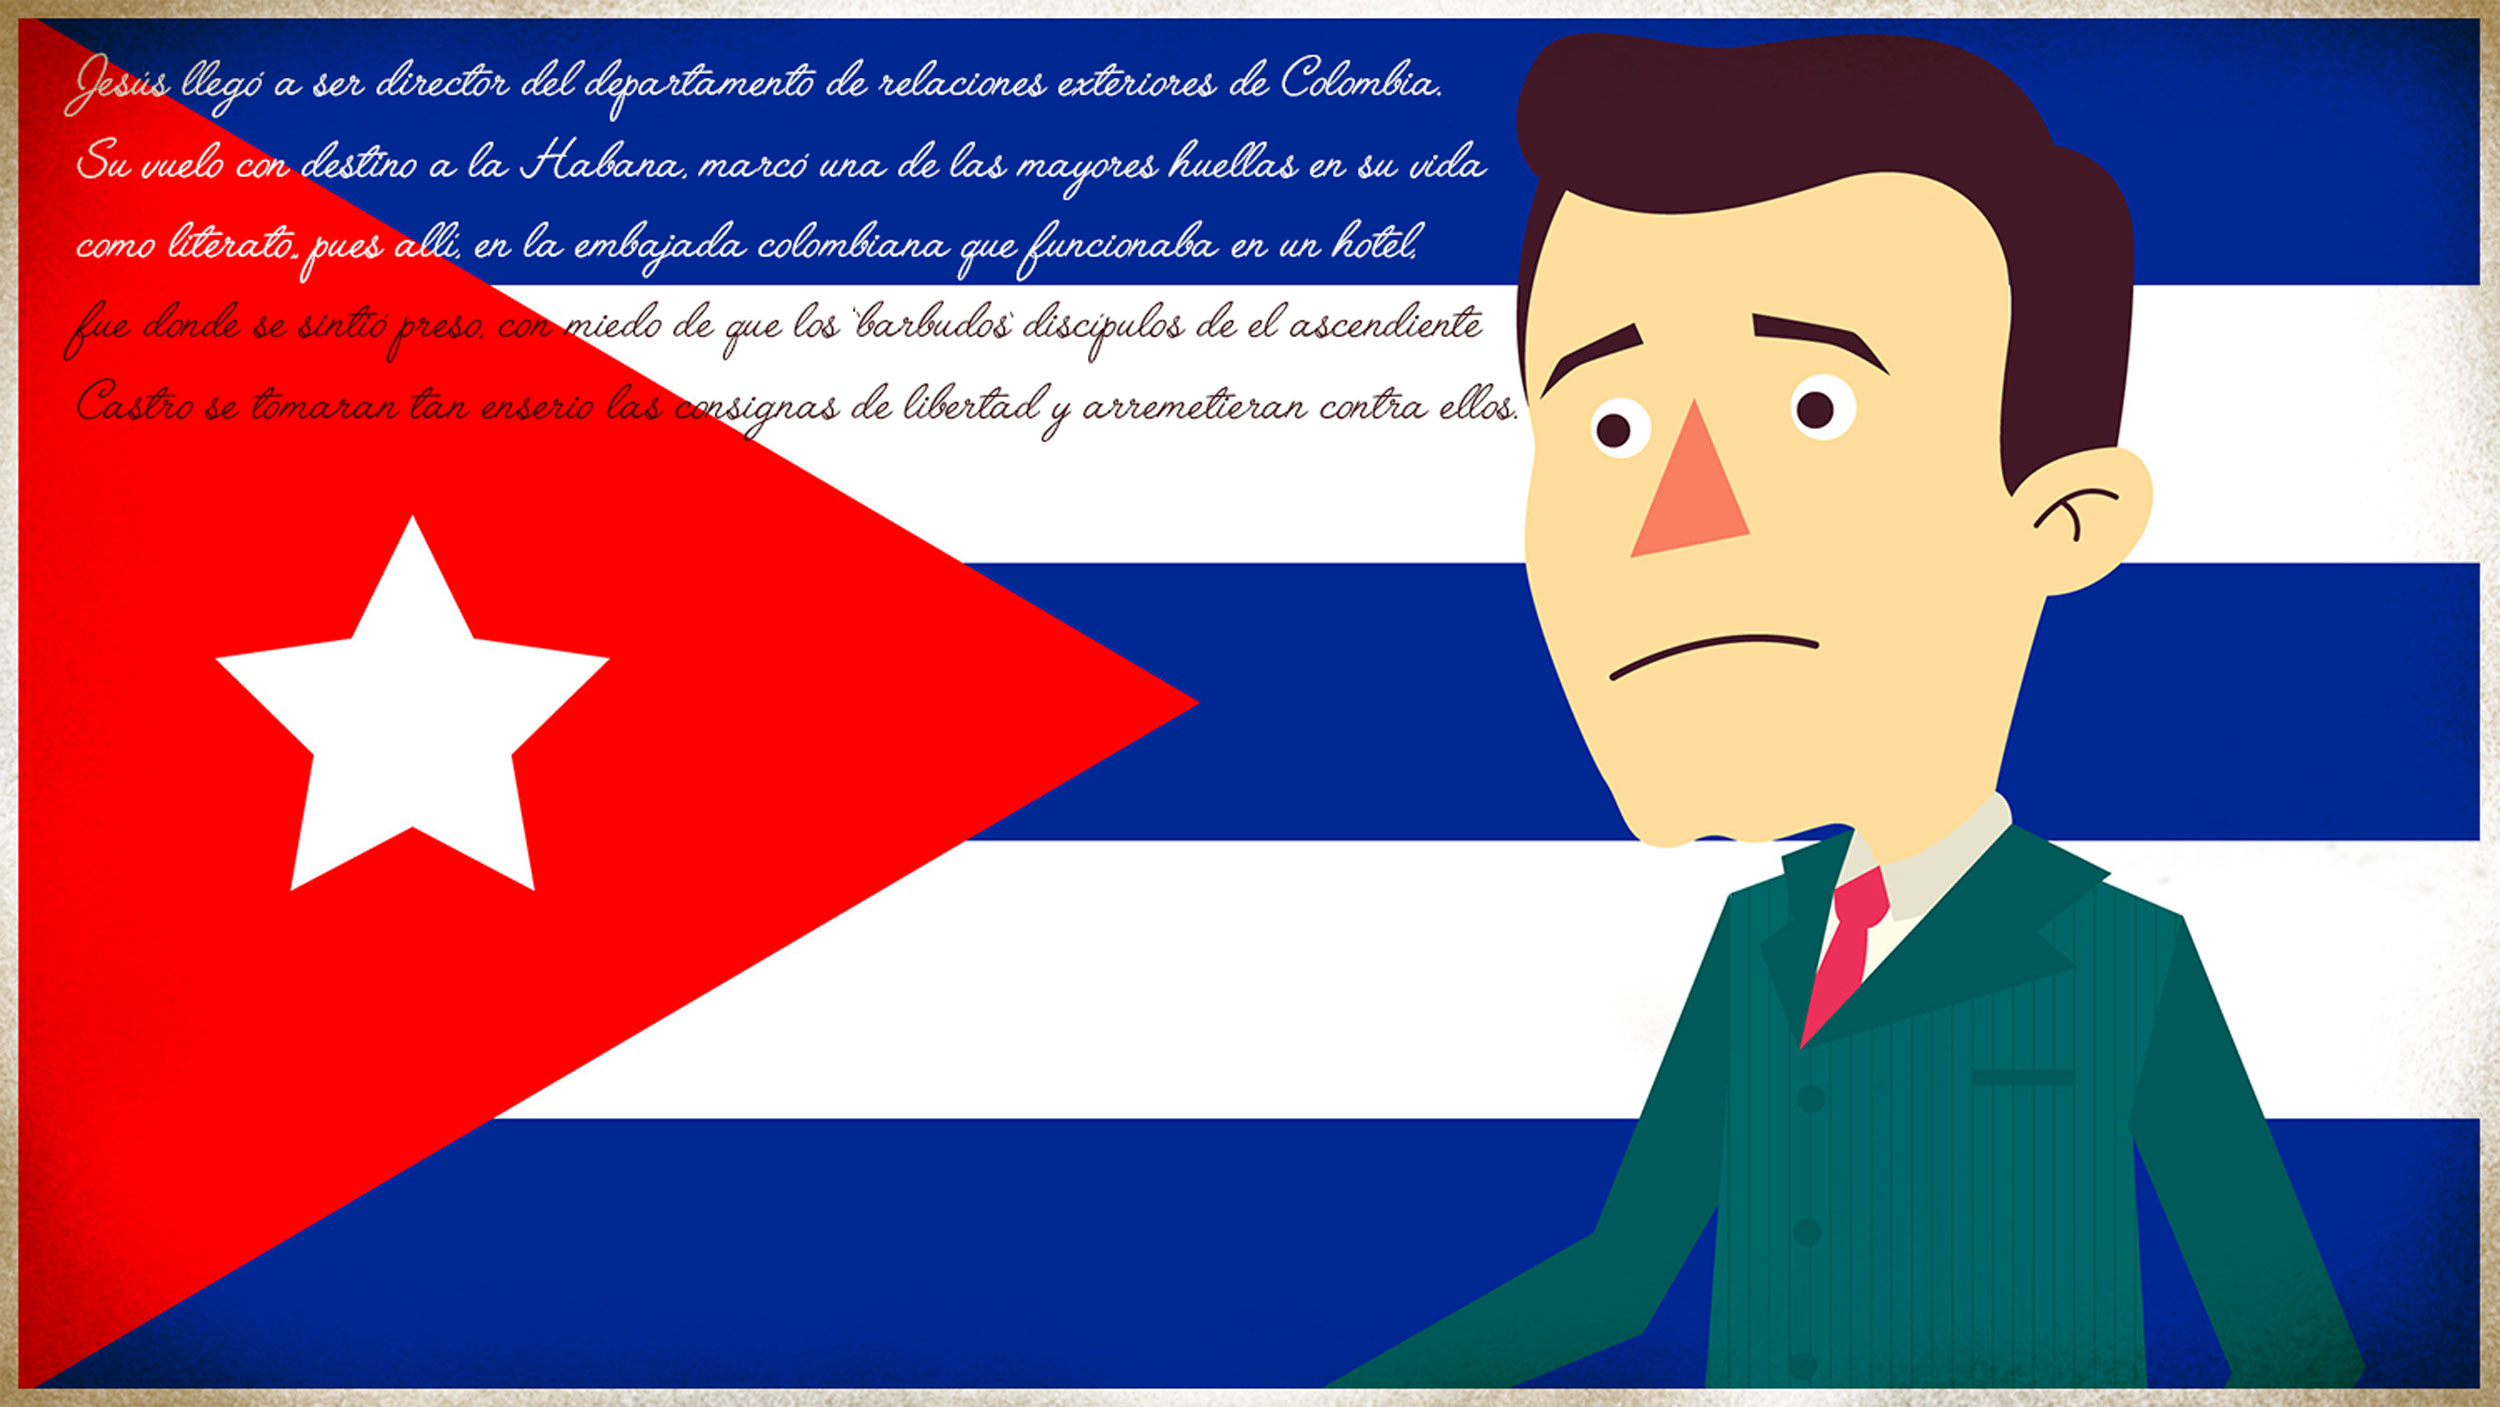 Jesús llegó a ser director del departamento de relaciones exteriores de Colombia.
Su vuelo con destino a la Habana, marcó una de las mayores huellas en su vida
como literato,, pues allí, en la embajada colombiana que funcionaba en un hotel,
fue donde se sintió preso, con miedo de que los `barbudos` discípulos de el ascendiente
Castro se tomaran tan enserio las consignas de libertad y arremetieran contra ellos.